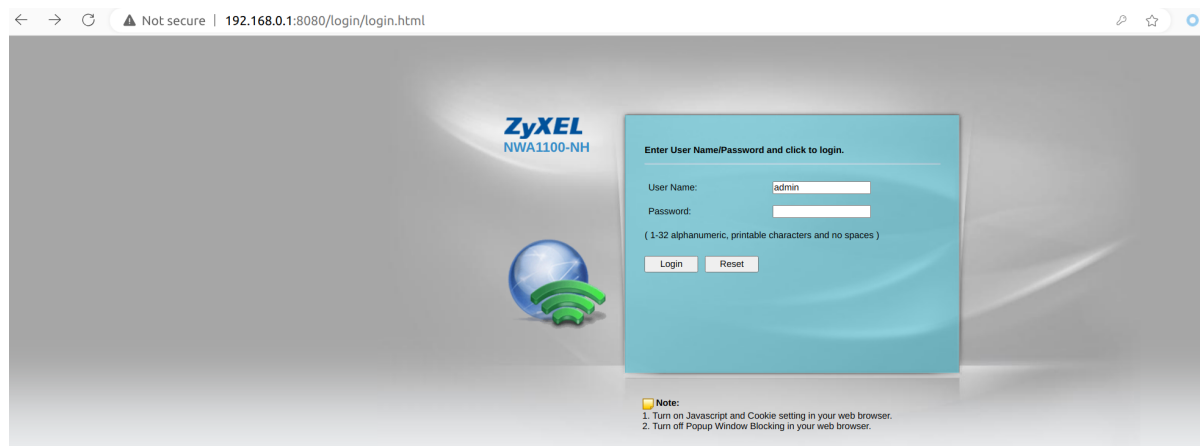 Not secure | 192.168.0.1:8080/login/login.html
ZyXEL
NWA1100-NH
Enter User Name/Password and click to login.
User Name: admin
Password:
( 1-32 alphanumeric, printable characters and no spaces )
Login Reset
Note:
1. Turn on Javascript and Cookie setting in your web browser.
2. Turn off Popup Window Blocking in your web browser.